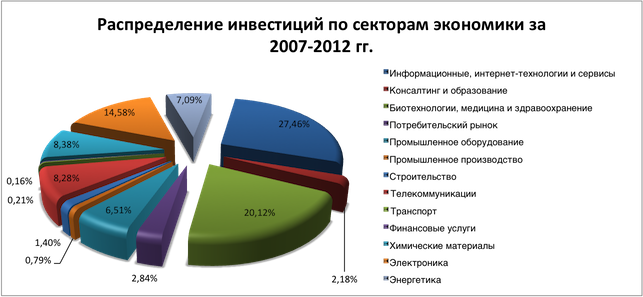 Распределение инвестиций по секторам экономики за
2007-2012 гг.
7,09%
14,58%
27,46%
8,38%
8,28%
0,16%
0,21%
6,51%
20,12%
1,40%
0,79%
2,84%
2,18%
Информационные, интернет-технологии и сервисы
Консалтинг и образование
Биотехнологии, медицина и здравоохранение
Потребительский рынок
Промышленное оборудование
Промышленное производство
Строительство
Телекоммуникации
Транспорт
Финансовые услуги
Химические материалы
Электроника
Энергетика